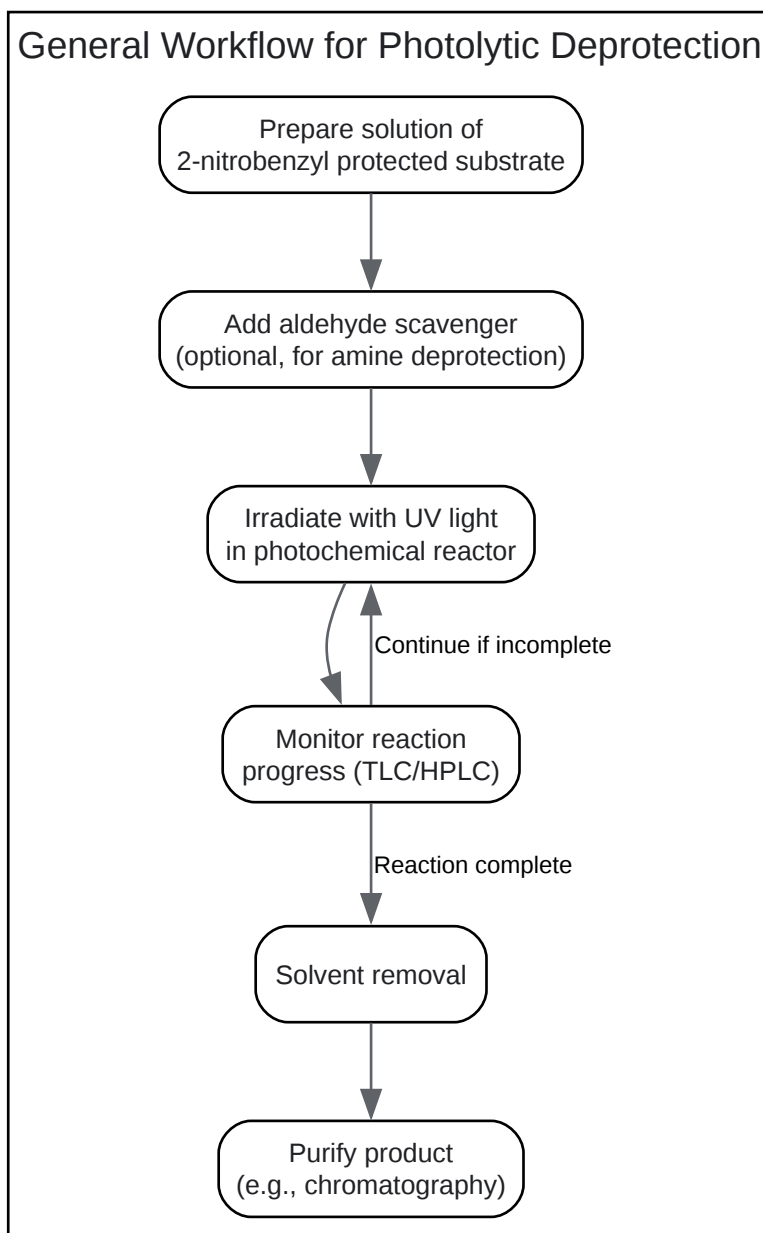 General Workflow for Photolytic Deprotection
Prepare solution of
2-nitrobenzyl protected substrate
Add aldehyde scavenger
(optional, for amine deprotection)
Irradiate with UV light
in photochemical reactor
Continue if incomplete
Monitor reaction
progress (TLC/HPLC)
Reaction complete
Solvent removal
Purify product
(e.g., chromatography)